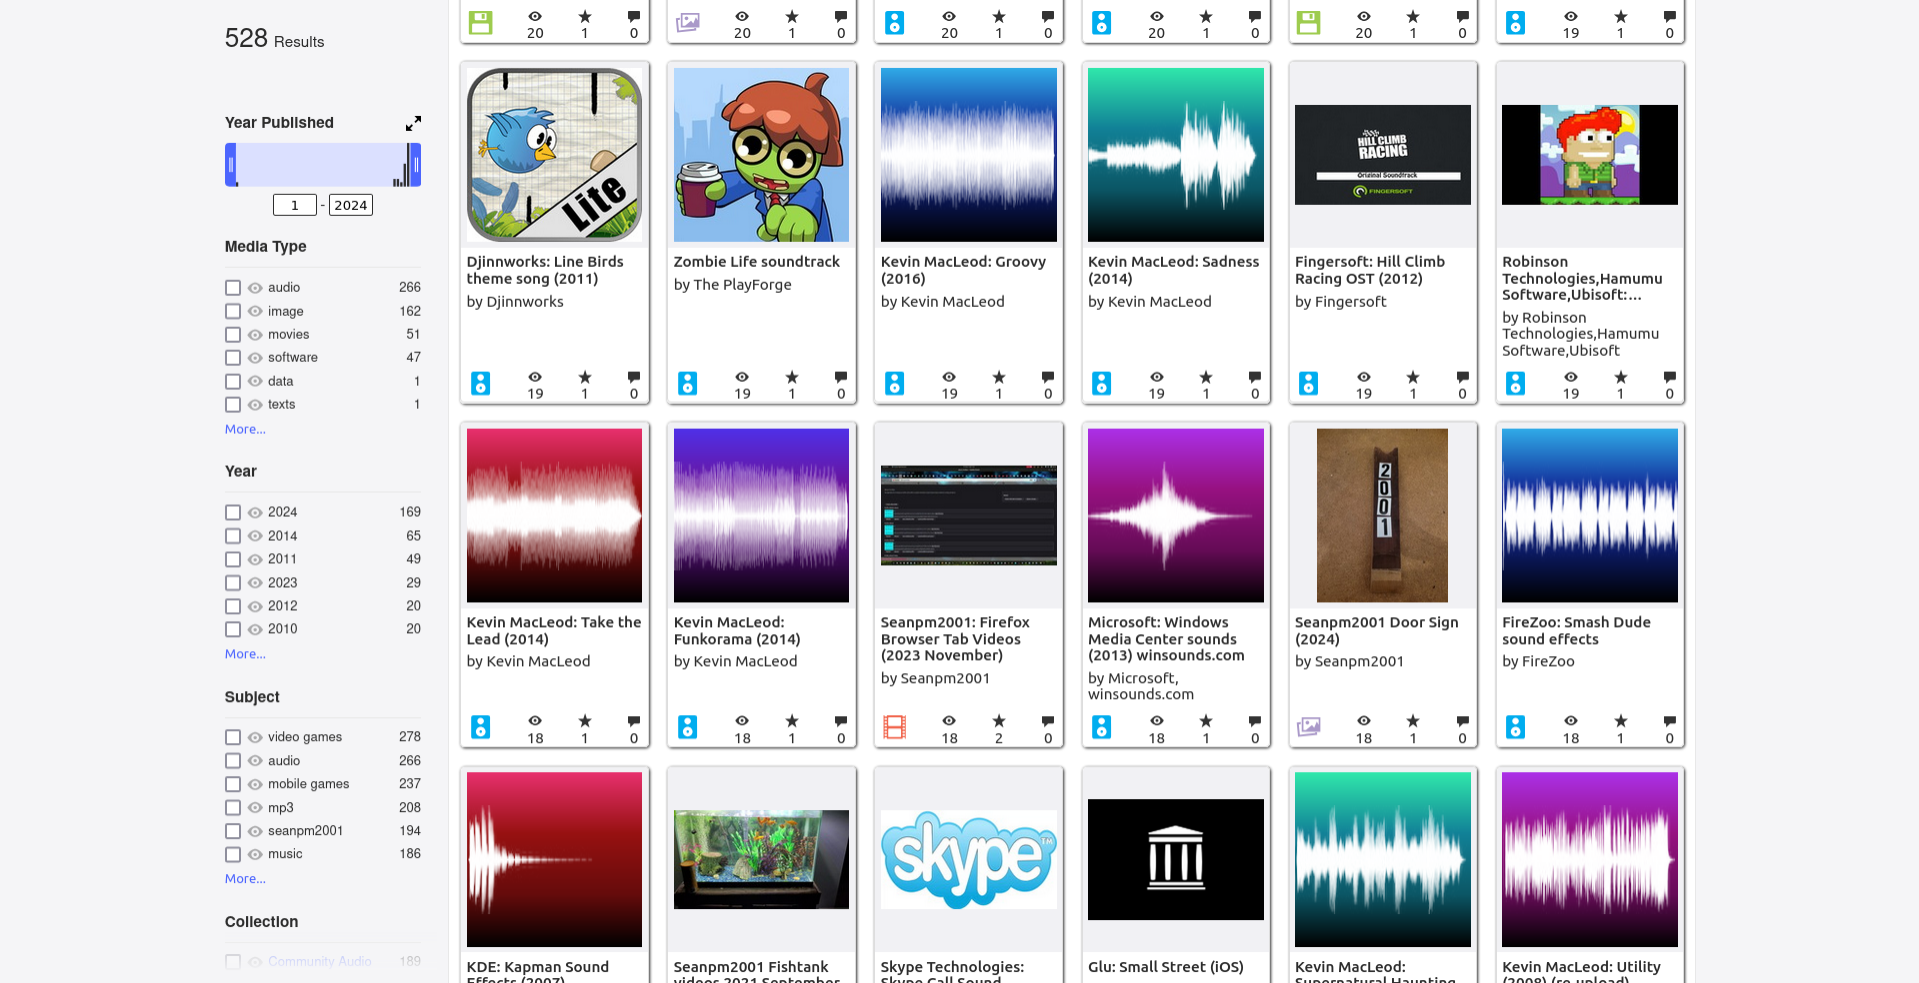 528 Results
Year Published
1 - 2024
Media Type
audio 266
image 162
movies 51
software 47
data 1
texts 1
More...
Year
2024 169
2014 65
2011 49
2023 29
2012 20
2010 20
More...
Subject
video games 278
audio 266
mobile games 237
mp3 208
seanpm2001 194
music 186
More...
Collection
Community Audio 189
20 1 0
20 1 0
20 1 0
20 1 0
20 1 0
19 1 0
Lite
Djinnworks: Line Birds
theme song (2011)
by Djinnworks
19 1 0
Zombie Life soundtrack
by The PlayForge
19 1 0
Kevin MacLeod: Groovy
(2016)
by Kevin MacLeod
19 1 0
Kevin MacLeod: Sadness
(2014)
by Kevin MacLeod
19 1 0
HILL CLIMB
RACING
Original Soundtrack
FINGERSOFT
Fingersoft: Hill Climb
Racing OST (2012)
by Fingersoft
19 1 0
Robinson
Technologies,Hamumu
Software,Ubisoft:...
by Robinson
Technologies,Hamumu
Software,Ubisoft
19 1 0
Kevin MacLeod: Take the
Lead (2014)
by Kevin MacLeod
18 1 0
Kevin MacLeod:
Funkorama (2014)
by Kevin MacLeod
18 1 0
Seanpm2001: Firefox
Browser Tab Videos
(2023 November)
by Seanpm2001
18 2 0
Microsoft: Windows
Media Center sounds
(2013) winsounds.com
by Microsoft,
winsounds.com
18 1 0
2001
Seanpm2001 Door Sign
(2024)
by Seanpm2001
18 1 0
FireZoo: Smash Dude
sound effects
by FireZoo
18 1 0
KDE: Kapman Sound
Effects (2007)
Seanpm2001 Fishtank
videos 2021 September
skype TM
Skype Technologies:
Skype Call Sound
Glu: Small Street (iOS)
Kevin MacLeod:
Supernatural Haunting
Kevin MacLeod: Utility
(2008) (re-upload)